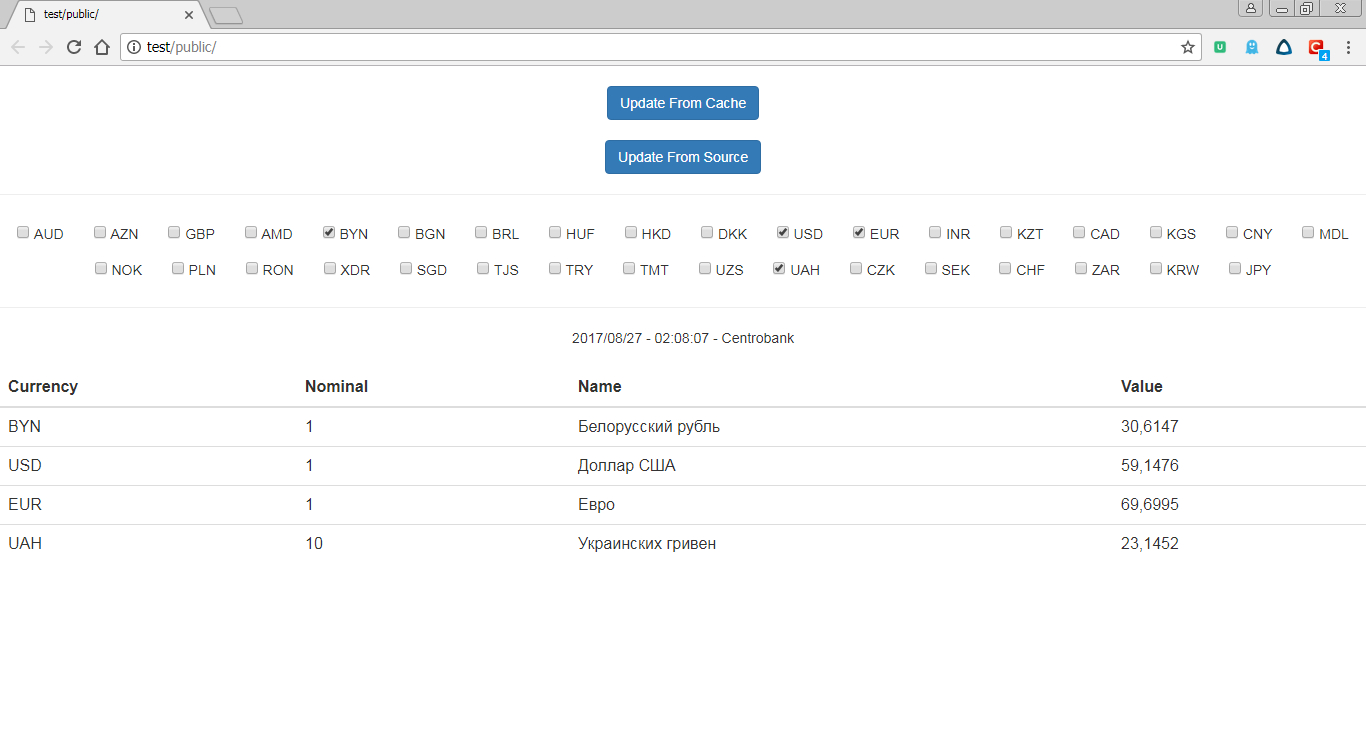 test/public/
test/public/
4
Update From Cache
Update From Source
AUD AZN GBP AMD BYN BGN BRL HUF HKD DKK USD EUR INR KZT CAD KGS CNY MDL
NOK PLN RON XDR SGD TJS TRY TMT UZS UAH CZK SEK CHF ZAR KRW JPY
2017/08/27 - 02:08:07 - Centrobank
Currency Nominal Name Value
BYN 1 Белорусский рубль 30,6147
USD 1 Доллар США 59,1476
EUR 1 Евро 69,6995
UAH 10 Украинских гривен 23,1452